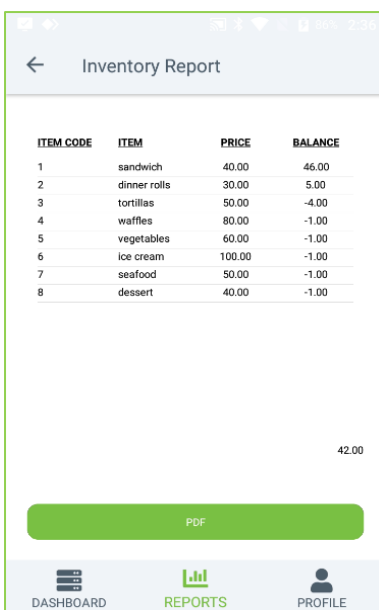 86% 2:36
Inventory Report
ITEM CODE ITEM PRICE BALANCE
1 sandwich 40.00 46.00
2 dinner rolls 30.00 5.00
3 tortillas 50.00 -4.00
4 waffles 80.00 -1.00
5 vegetables 60.00 -1.00
6 ice cream 100.00 -1.00
7 seafood 50.00 -1.00
8 dessert 40.00 -1.00
42.00
PDF
DASHBOARD REPORTS PROFILE